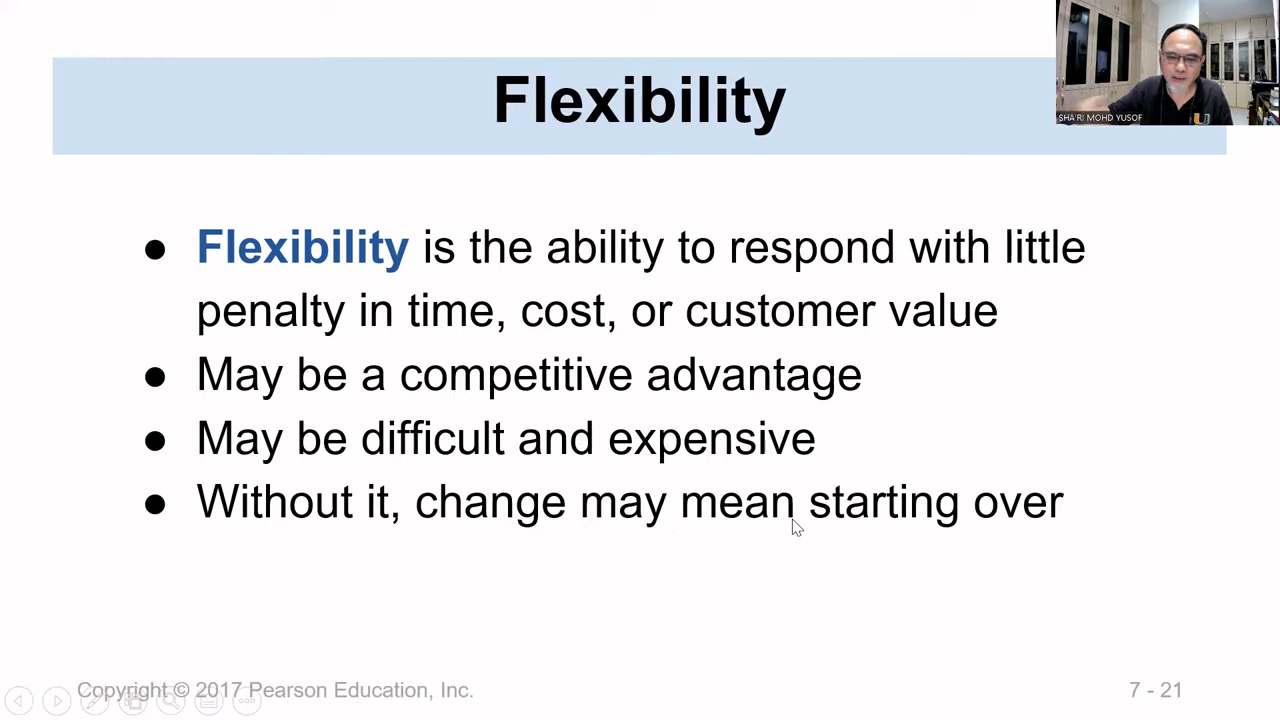 Flexibility
SHA'RI MOHD YUSOF
● Flexibility is the ability to respond with little
penalty in time, cost, or customer value
● May be a competitive advantage
● May be difficult and expensive
● Without it, change may mean starting over
Copyright © 2017 Pearson Education, Inc.
7 - 21